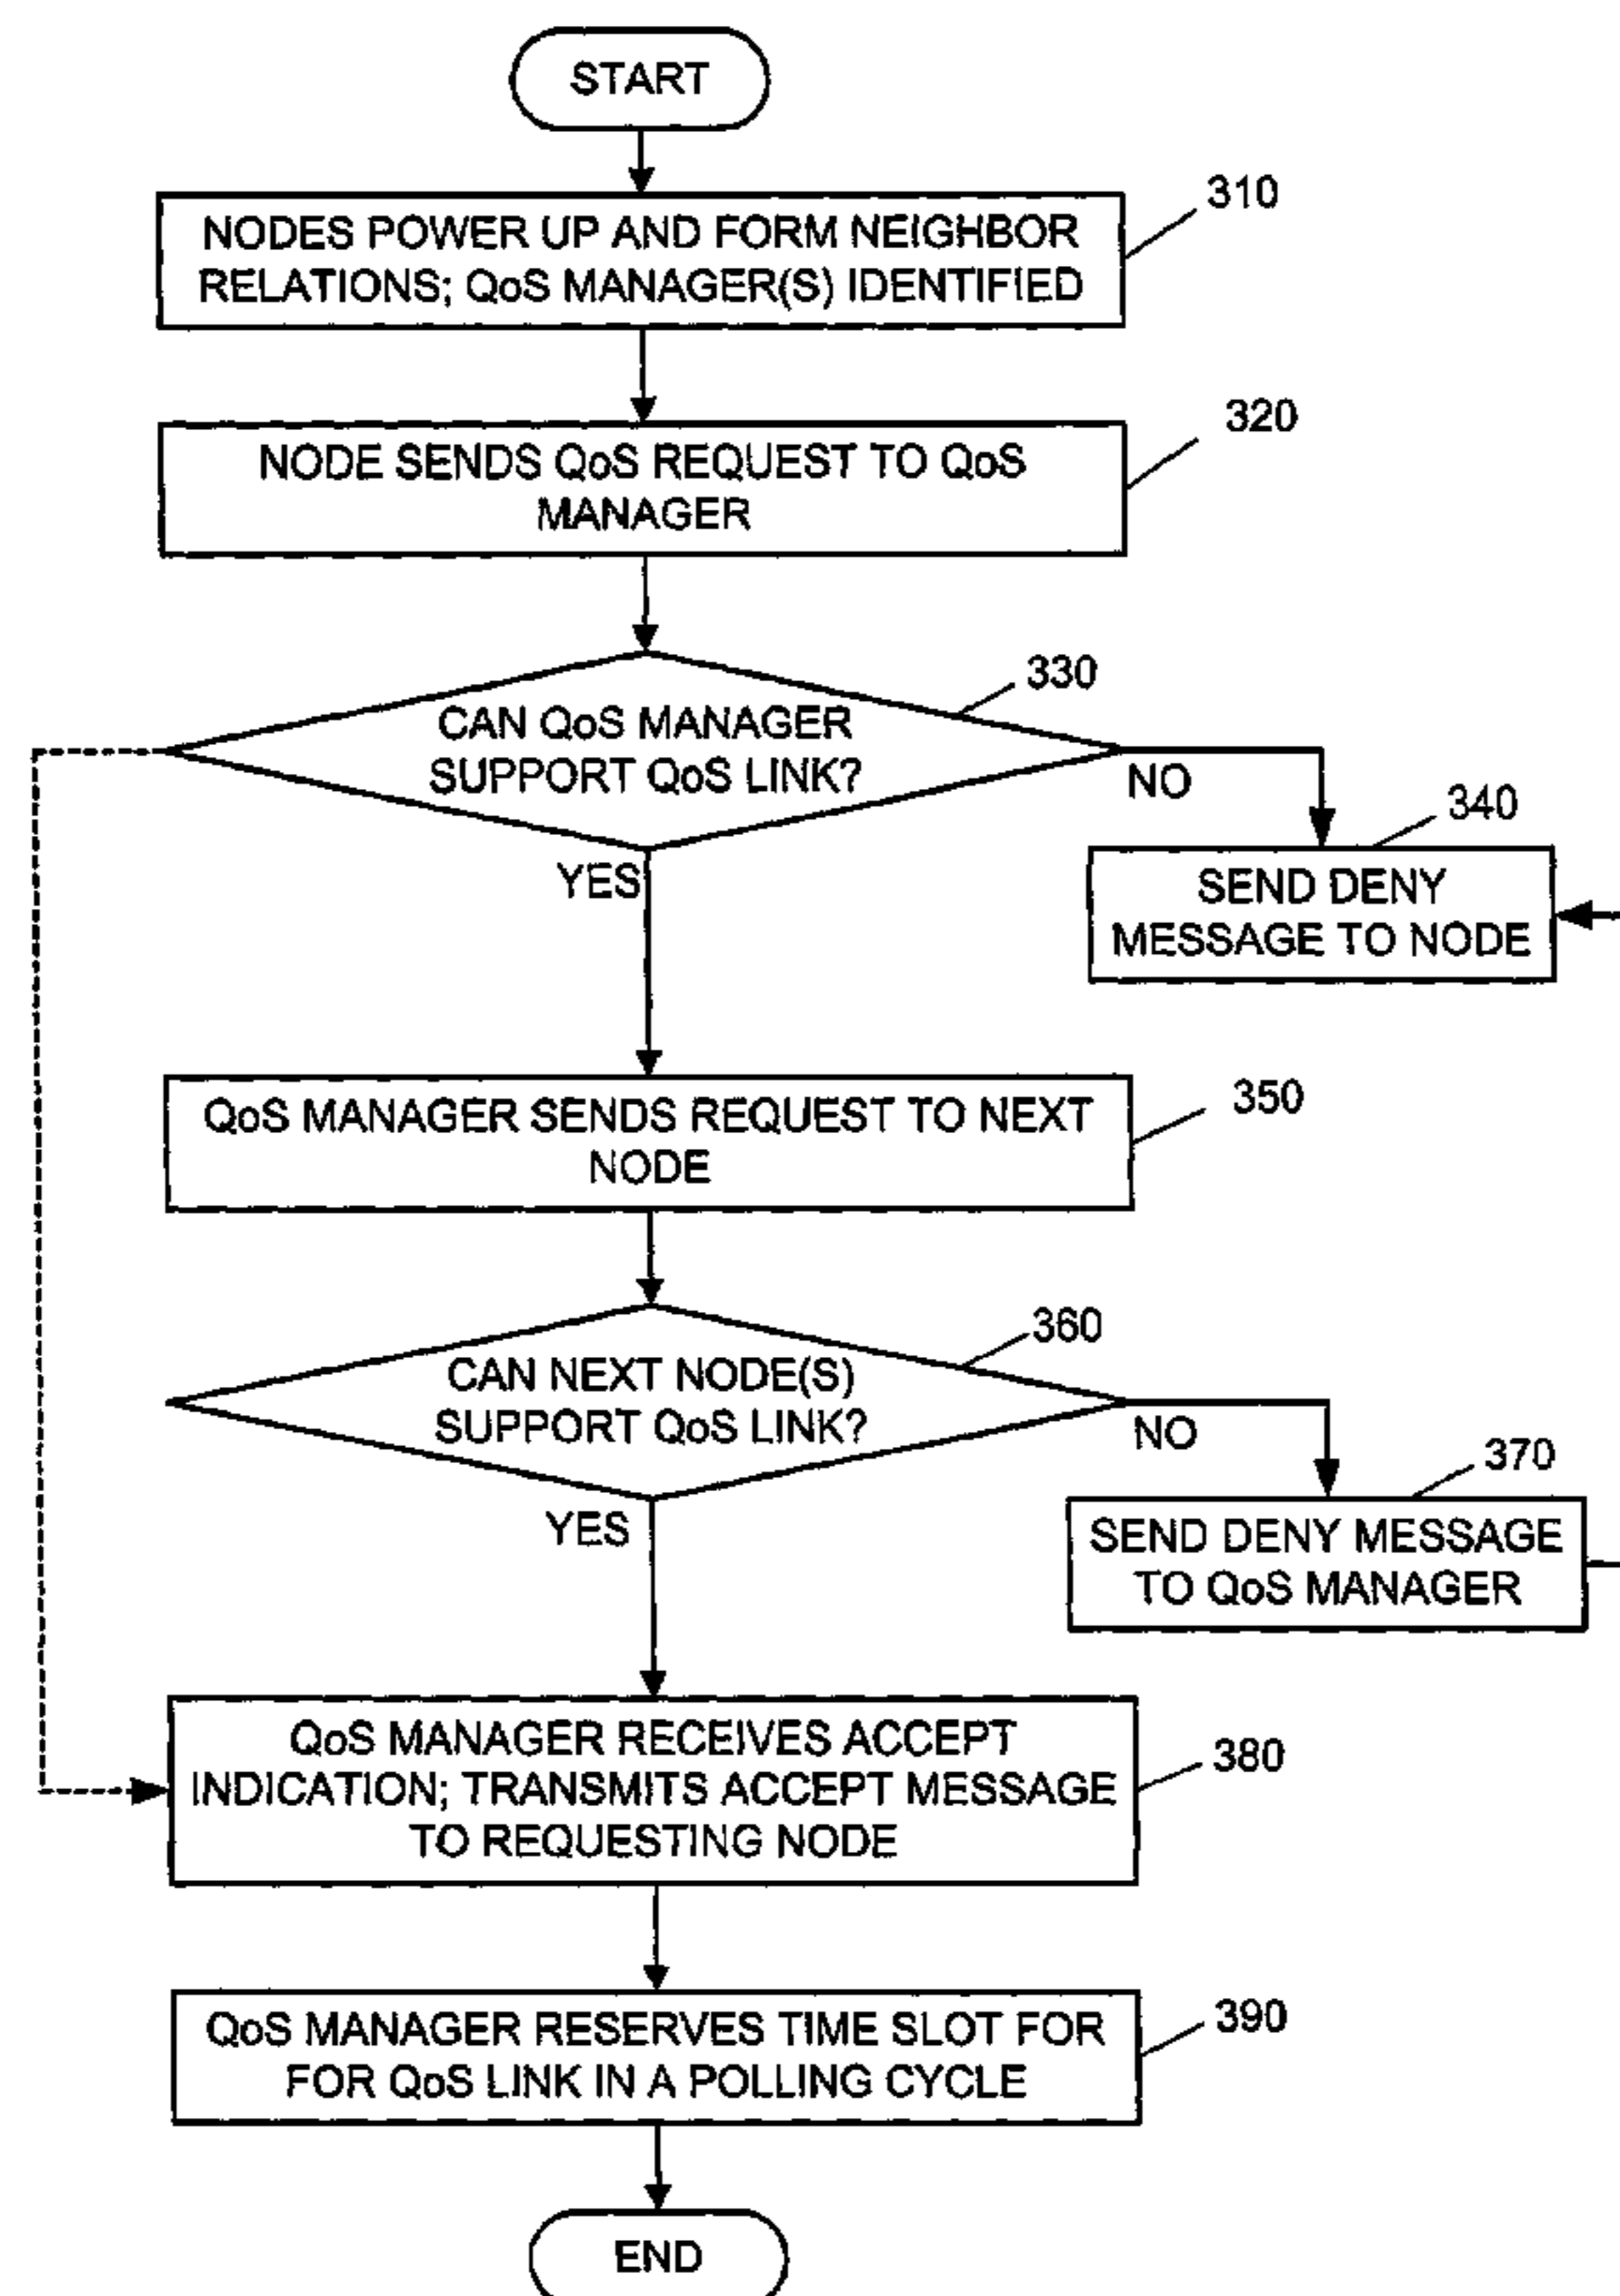 START
310
NODES POWER UP AND FORM NEIGHBOR
RELATIONS; QoS MANAGER(S) IDENTIFIED
320
NODE SENDS QoS REQUEST TO QoS
MANAGER
330
CAN QoS MANAGER
SUPPORT QoS LINK?
NO
YES
340
SEND DENY
MESSAGE TO NODE
350
QoS MANAGER SENDS REQUEST TO NEXT
NODE
360
CAN NEXT NODE(S)
SUPPORT QoS LINK?
NO
YES
370
SEND DENY MESSAGE
TO QoS MANAGER
380
QoS MANAGER RECEIVES ACCEPT
INDICATION; TRANSMITS ACCEPT MESSAGE
TO REQUESTING NODE
390
QoS MANAGER RESERVES TIME SLOT FOR
FOR QoS LINK IN A POLLING CYCLE
END